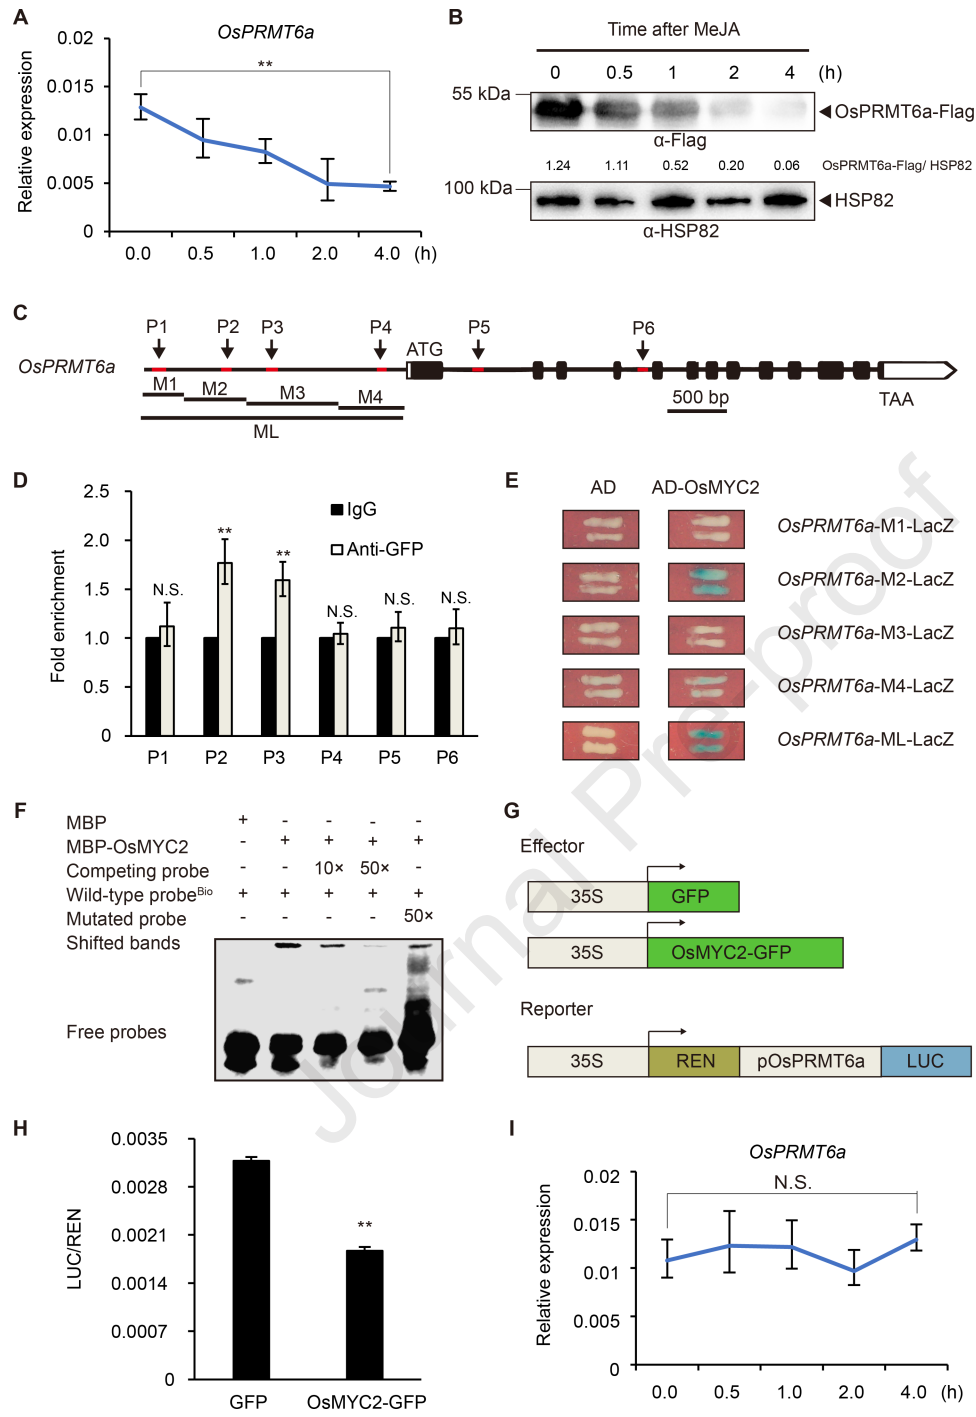 A
OsPRMT6a
Relative expression
0.02
0.015
0.01
0.005
0
**
0.0 0.5 1.0 2.0 4.0 (h)
B
Time after MeJA
0 0.5 1 2 4 (h)
55 kDa
OsPRMT6a-Flag
α-Flag
1.24 1.11 0.52 0.20 0.06 OsPRMT6a-Flag/ HSP82
100 kDa
HSP82
α-HSP82
C
P1 P2 P3 P4 P5 P6
OsPRMT6a
ATG
M1 M2 M3 M4
ML
500 bp
TAA
D
Fold enrichment
2.5
2.0
1.5
1.0
0.5
0
IgG
Anti-GFP
N.S. ** ** N.S. N.S. N.S.
P1 P2 P3 P4 P5 P6
E
AD AD-OsMYC2
OsPRMT6a-M1-LacZ
OsPRMT6a-M2-LacZ
OsPRMT6a-M3-LacZ
OsPRMT6a-M4-LacZ
OsPRMT6a-ML-LacZ
F
MBP + - - - -
MBP-OsMYC2 - + + + +
Competing probe - - 10× 50× -
Wild-type probeBio + + + + +
Mutated probe - - - - 50×
Shifted bands
Free probes
G
Effector
35S GFP
35S OsMYC2-GFP
Reporter
35S REN pOsPRMT6a LUC
H
LUC/REN
0.0035
0.0028
0.0021
0.0014
0.0007
0
**
GFP OsMYC2-GFP
I
OsPRMT6a
Relative expression
0.02
0.015
0.01
0.005
0
N.S.
0.0 0.5 1.0 2.0 4.0 (h)
Journal Pre-proof